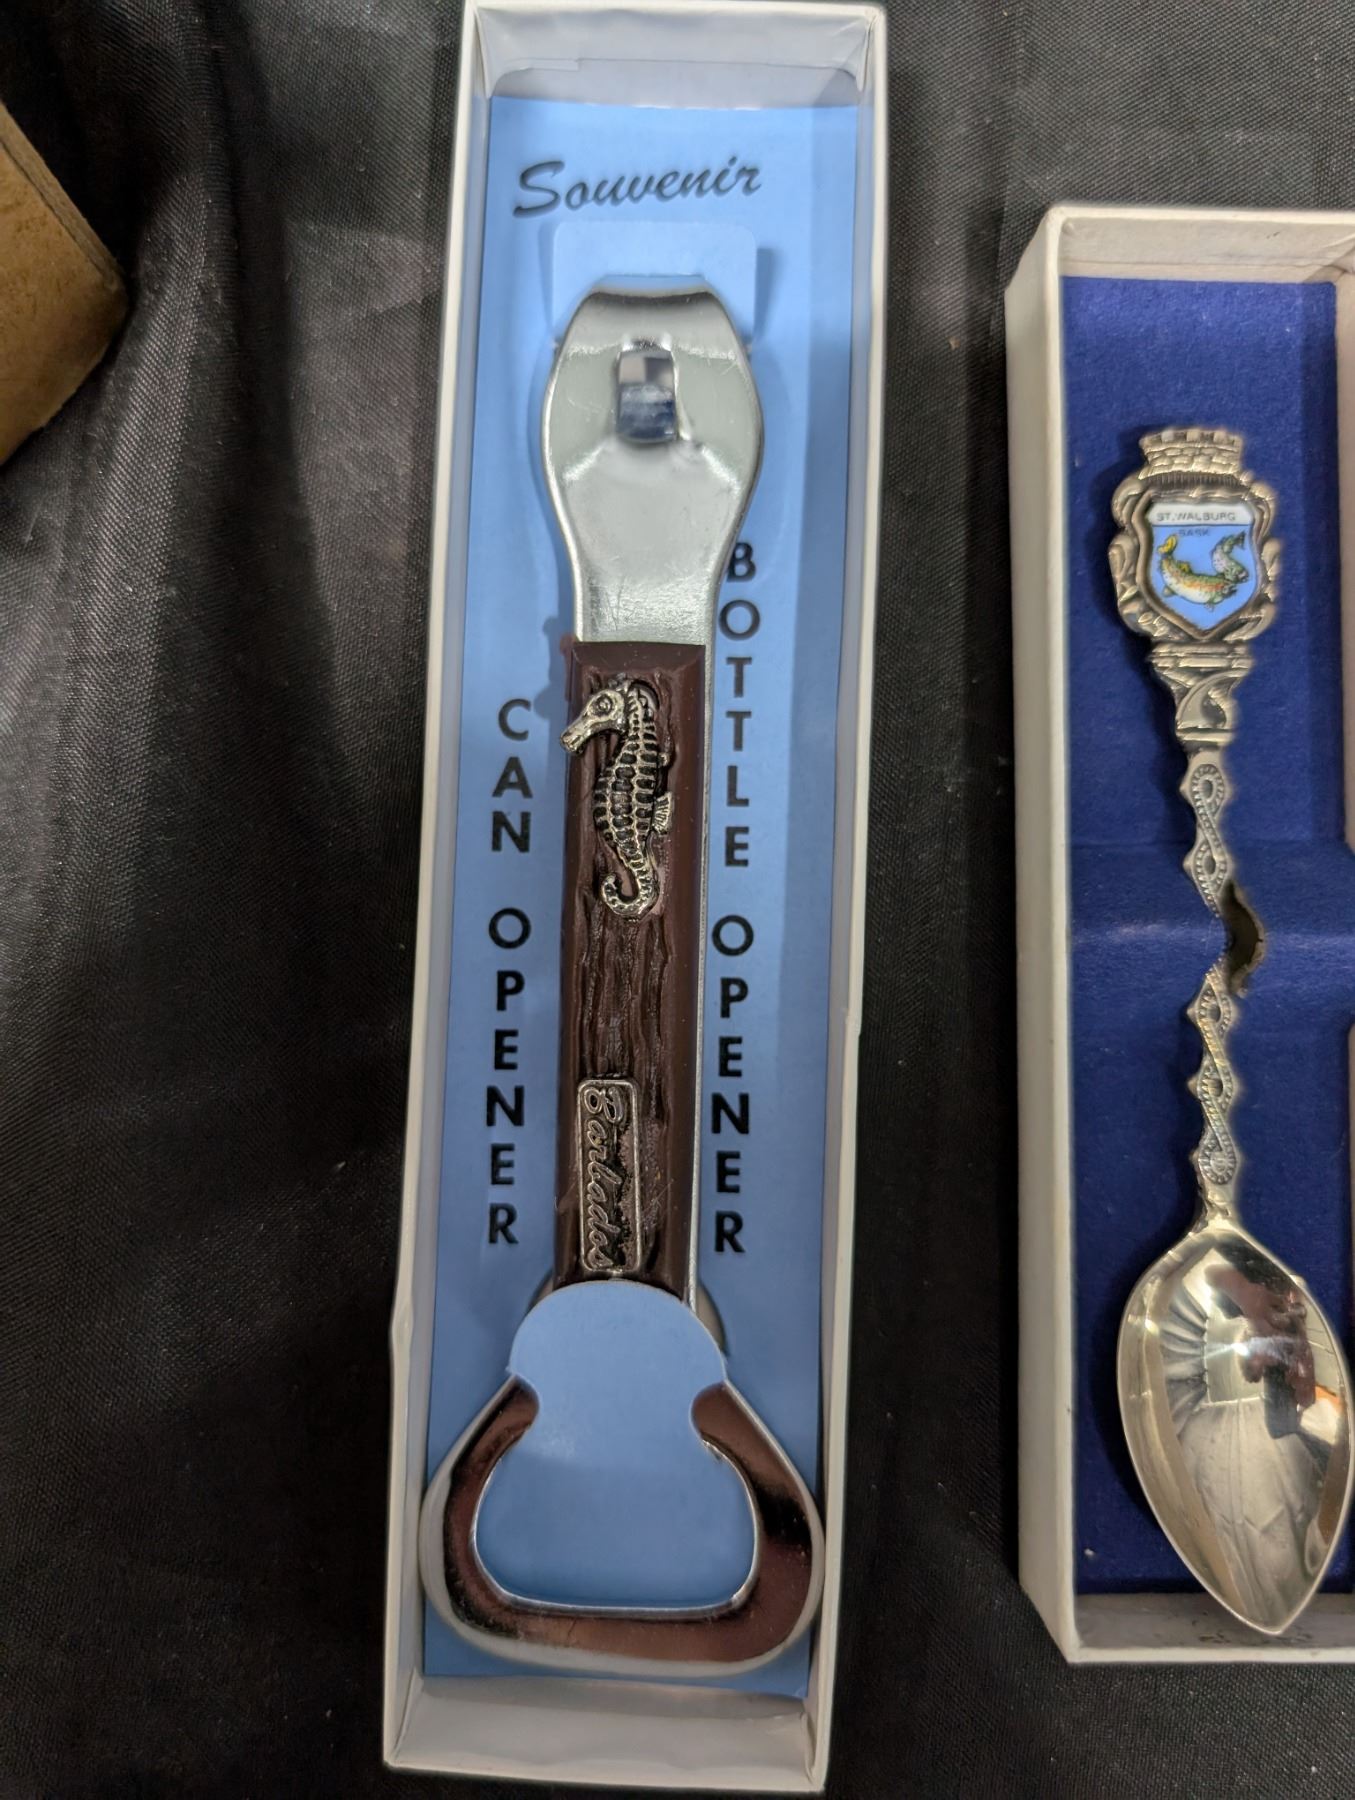 Souvenir
CAN OPENER
BOTTLE OPENER
Barbados
ST. WALBURG
SASK